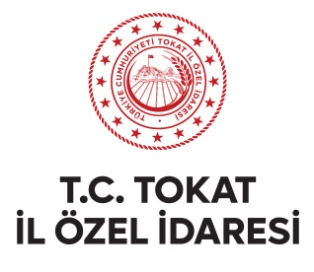 TÜRKİYE CUMHURİYETİ TOKAT İL ÖZEL İDARESİ
T.C. TOKAT
İL ÖZEL İDARESİ